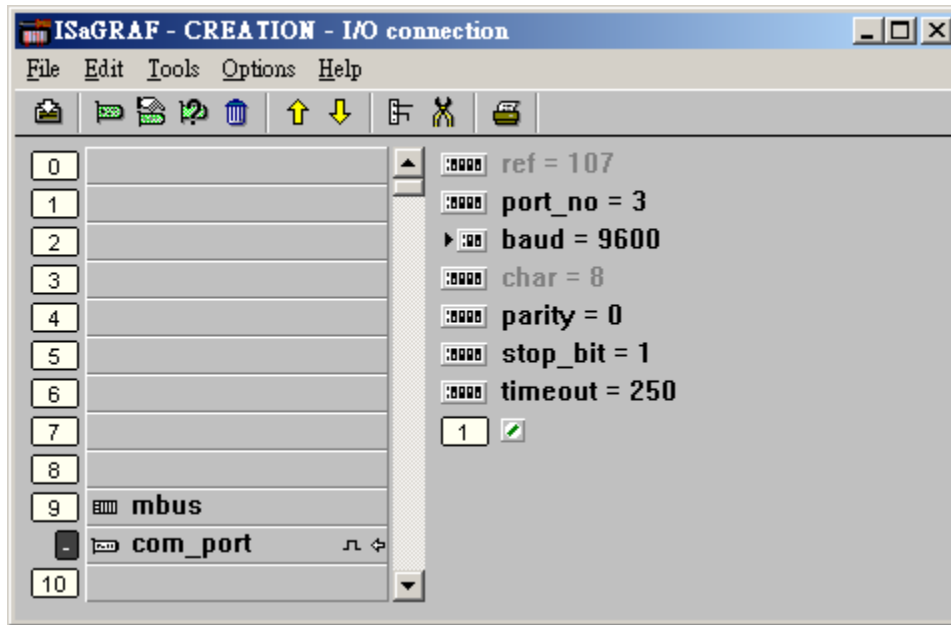 ISaGRAF - CREATION - I/O connection
File Edit Tools Options Help
0
1
2
3
4
5
6
7
8
9 mbus
- com_port
10
ref = 107
port_no = 3
baud = 9600
char = 8
parity = 0
stop_bit = 1
timeout = 250
1